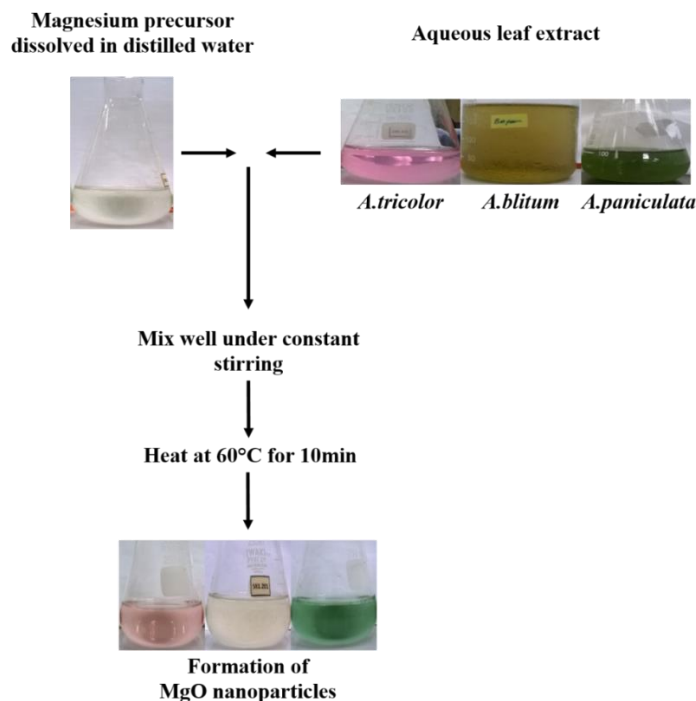 Magnesium precursor
dissolved in distilled water
Aqueous leaf extract
A.tricolor
A.blitum
A.paniculata
Mix well under constant
stirring
Heat at 60°C for 10min
Formation of
MgO nanoparticles